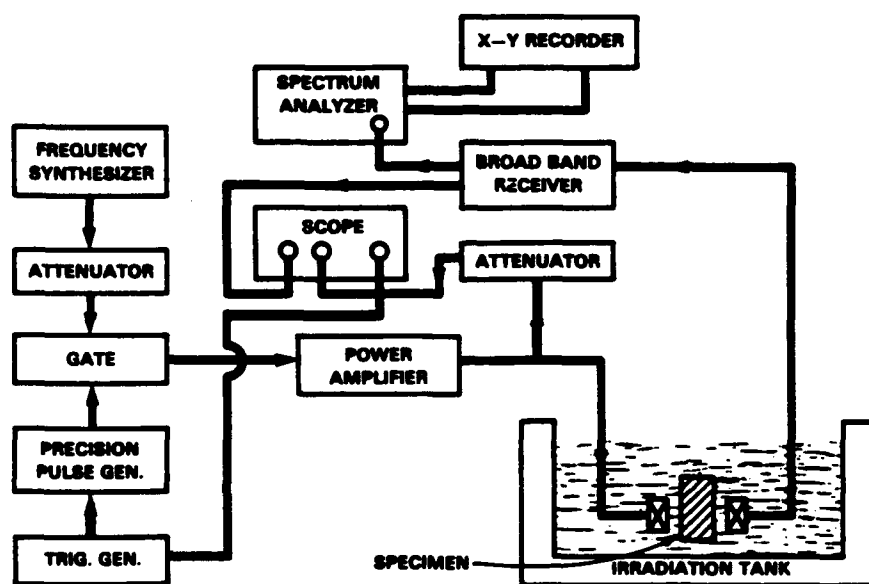 X–Y RECORDER
SPECTRUM
ANALYZER
FREQUENCY
SYNTHESIZER
BROAD BAND
RECEIVER
SCOPE
ATTENUATOR
ATTENUATOR
GATE
POWER
AMPLIFIER
PRECISION
PULSE GEN.
TRIG. GEN.
SPECIMEN
IRRADIATION TANK